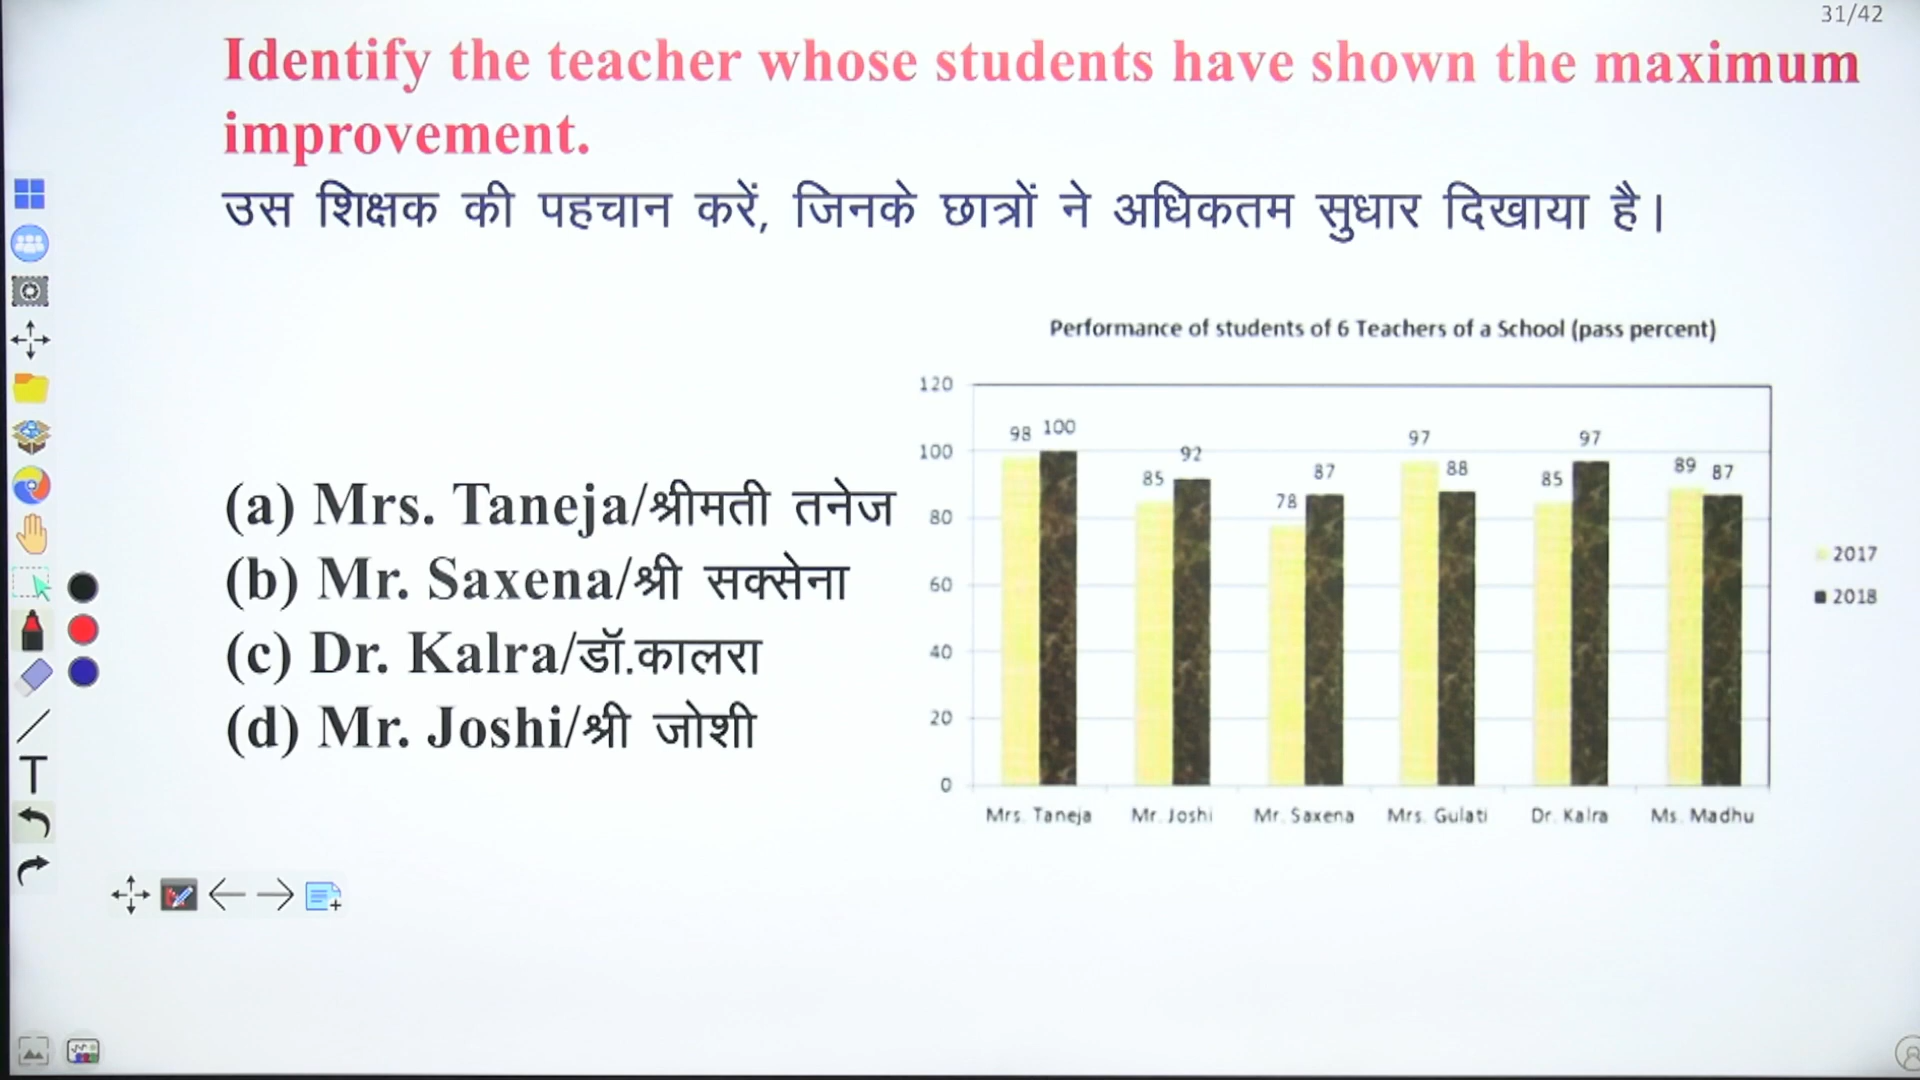 31/42
Identify the teacher whose students have shown the maximum
improvement.
उस शिक्षक की पहचान करें, जिनके छात्रों ने अधिकतम सुधार दिखाया है।
(a) Mrs. Taneja/श्रीमती तनेज
(b) Mr. Saxena/श्री सक्सेना
(c) Dr. Kalra/डॉ.कालरा
(d) Mr. Joshi/श्री जोशी
Performance of students of 6 Teachers of a School (pass percent)
120
100
80
60
40
20
0
98 100
85 92
78 87
97 88
85 97
89 87
Mrs. Taneja Mr. Joshi Mr. Saxena Mrs. Gulati Dr. Kalra Ms. Madhu
2017
2018
T